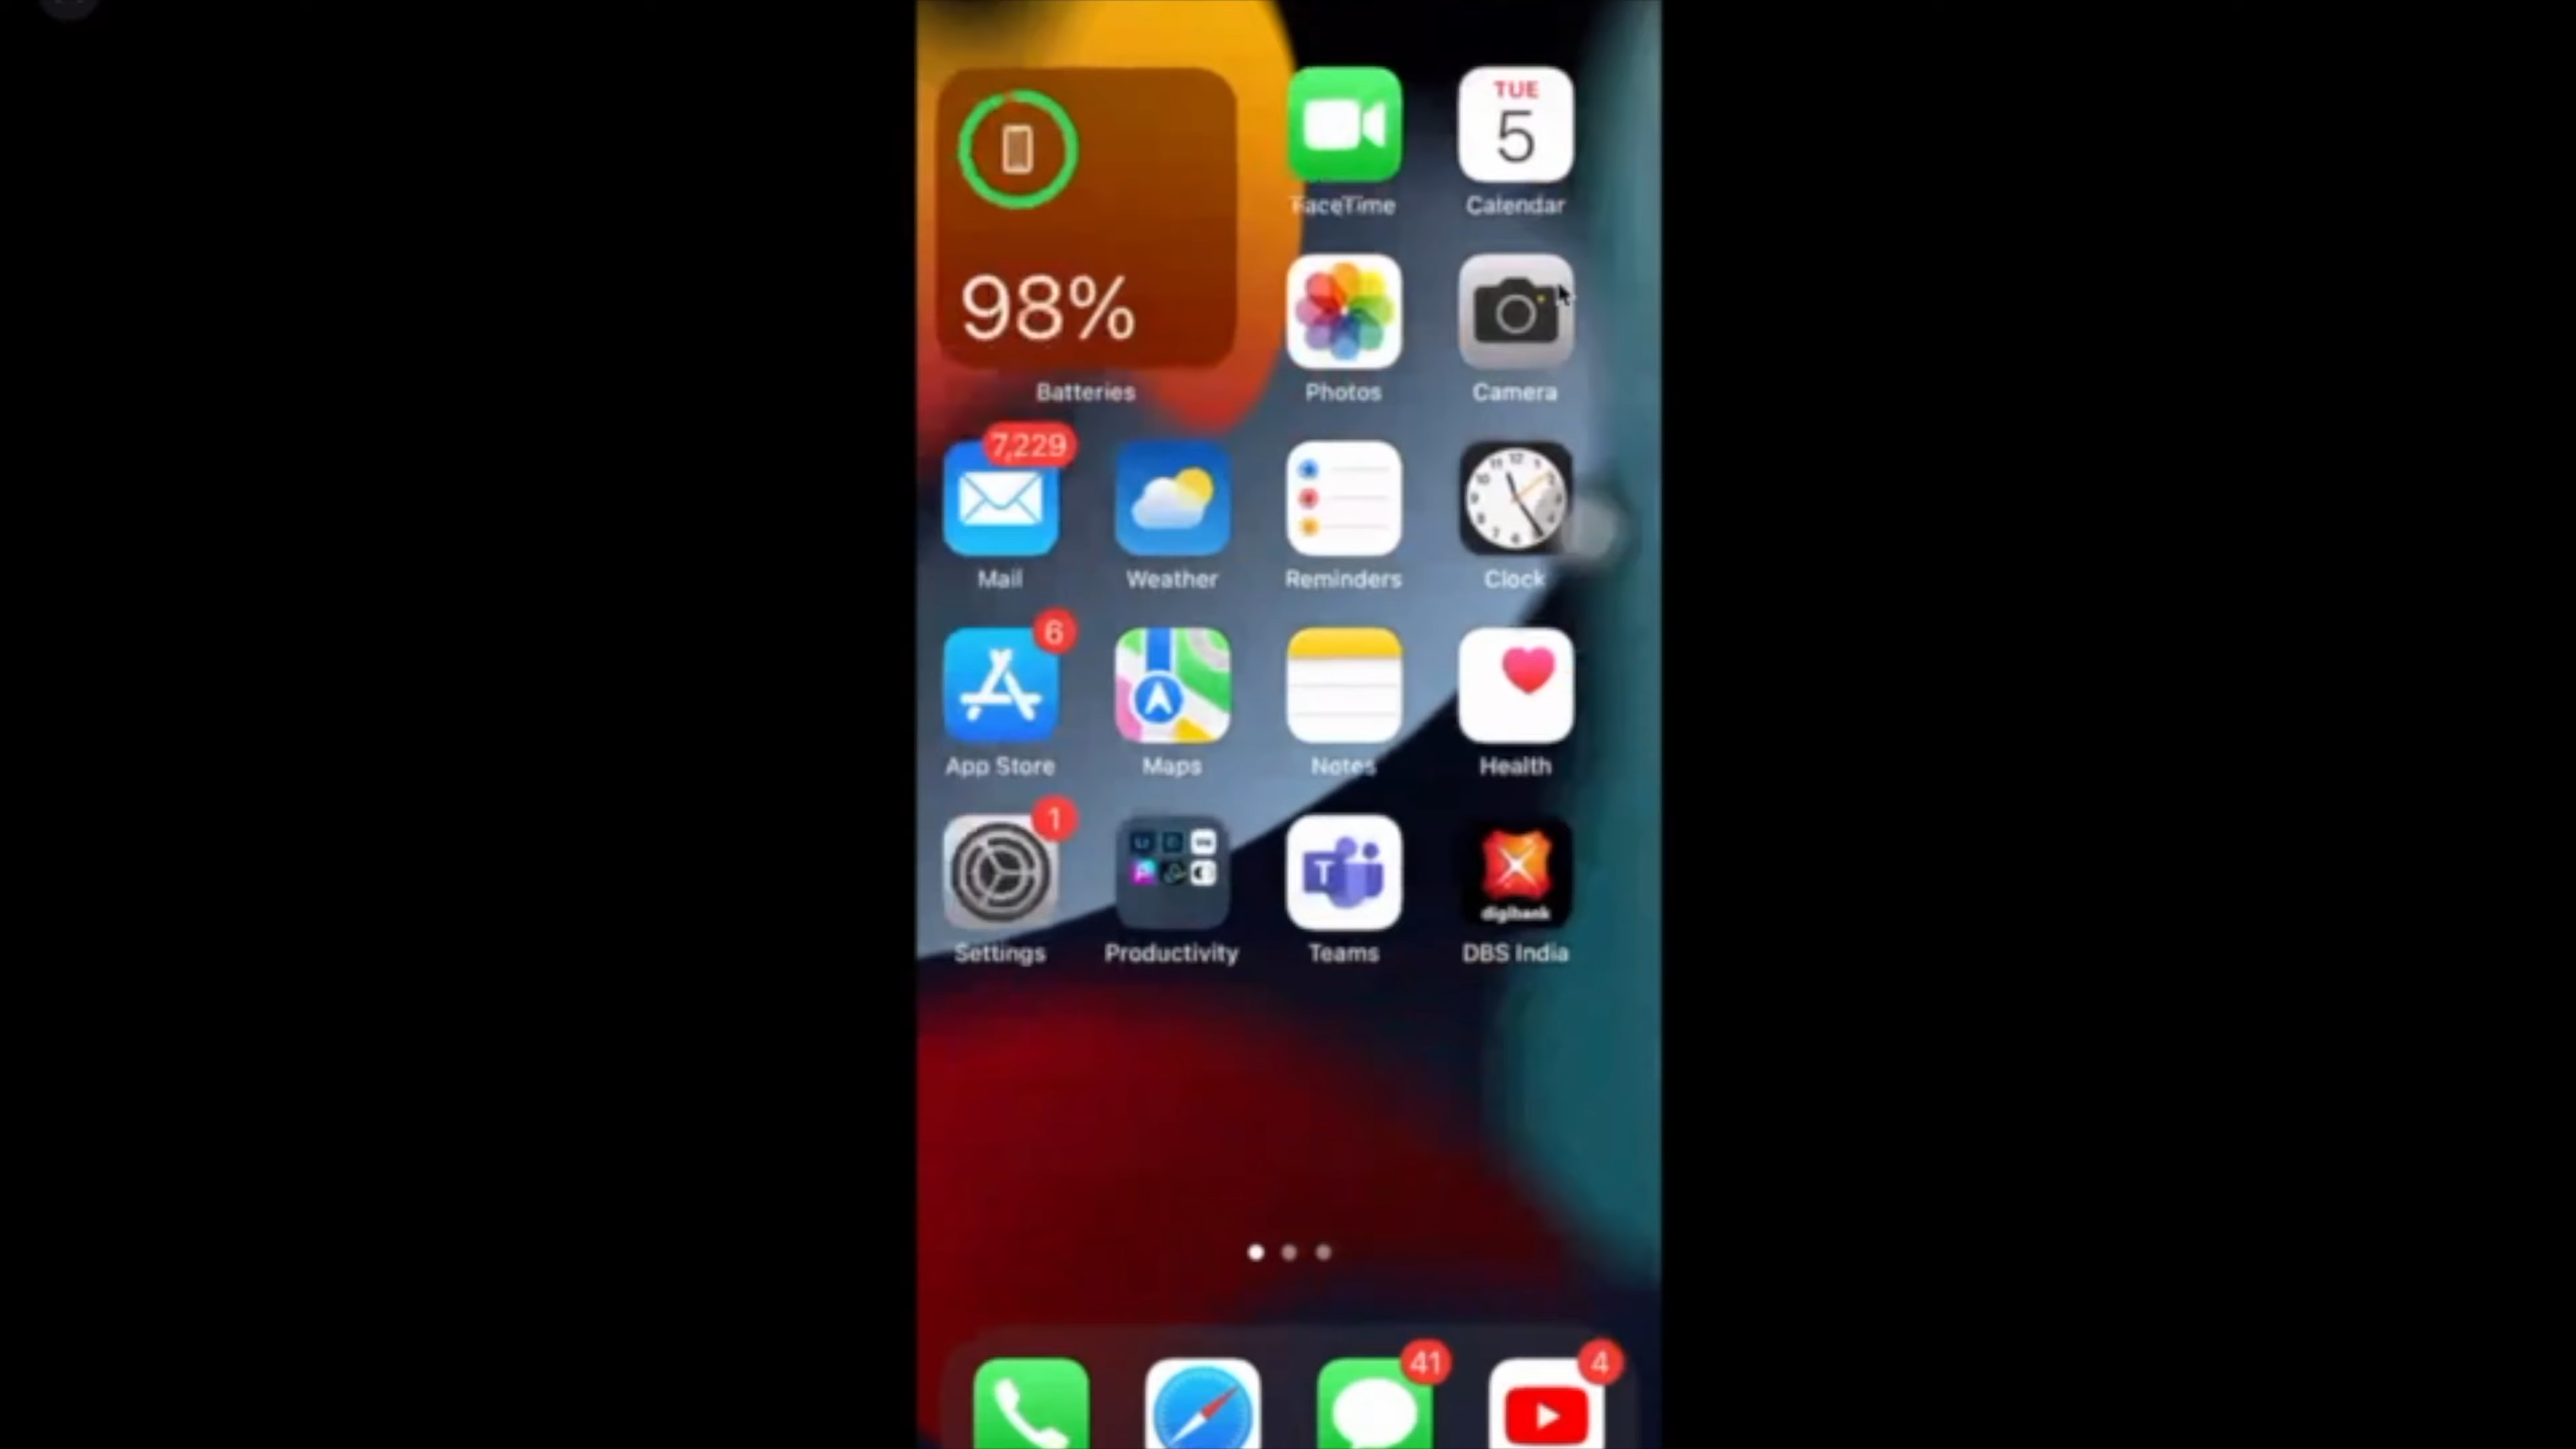 TUE
5
FaceTime
Calendar
98%
Batteries
Photos
Camera
7,229
Mail
Weather
Reminders
Clock
6
App Store
Maps
Notes
Health
1
digibank
Settings
Productivity
Teams
DBS India
41
4